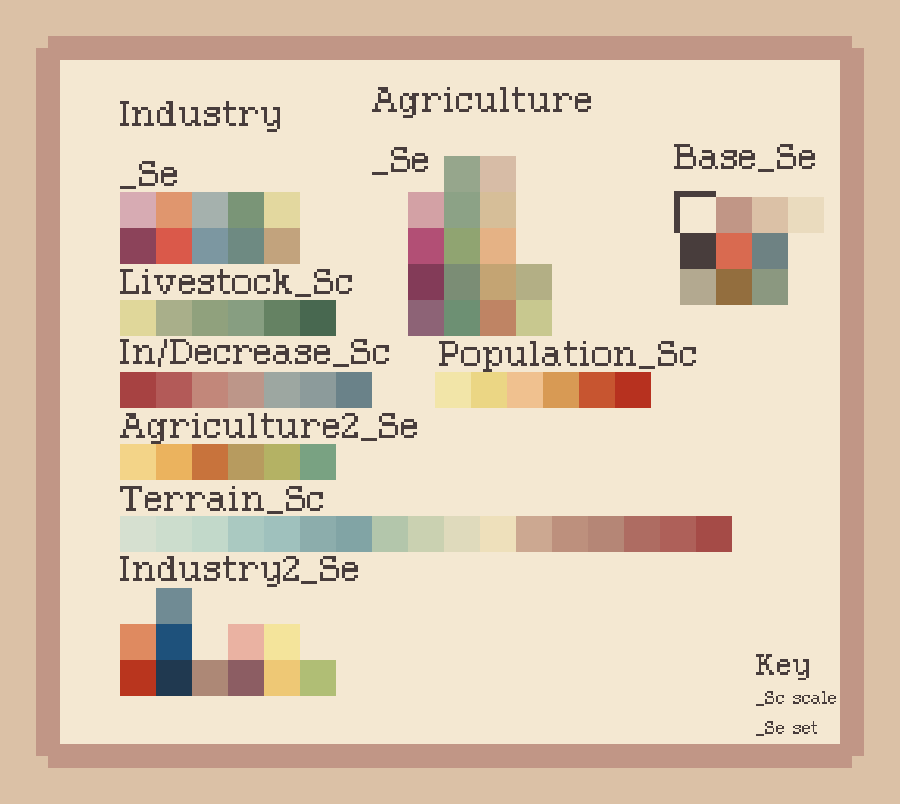 Industry
Agriculture
_Se
_Se
Base_Se
Livestock_Sc
In/Decrease_Sc
Population_Sc
Agriculture2_Se
Terrain_Sc
Industry2_Se
Key
_Sc scale
_Se set